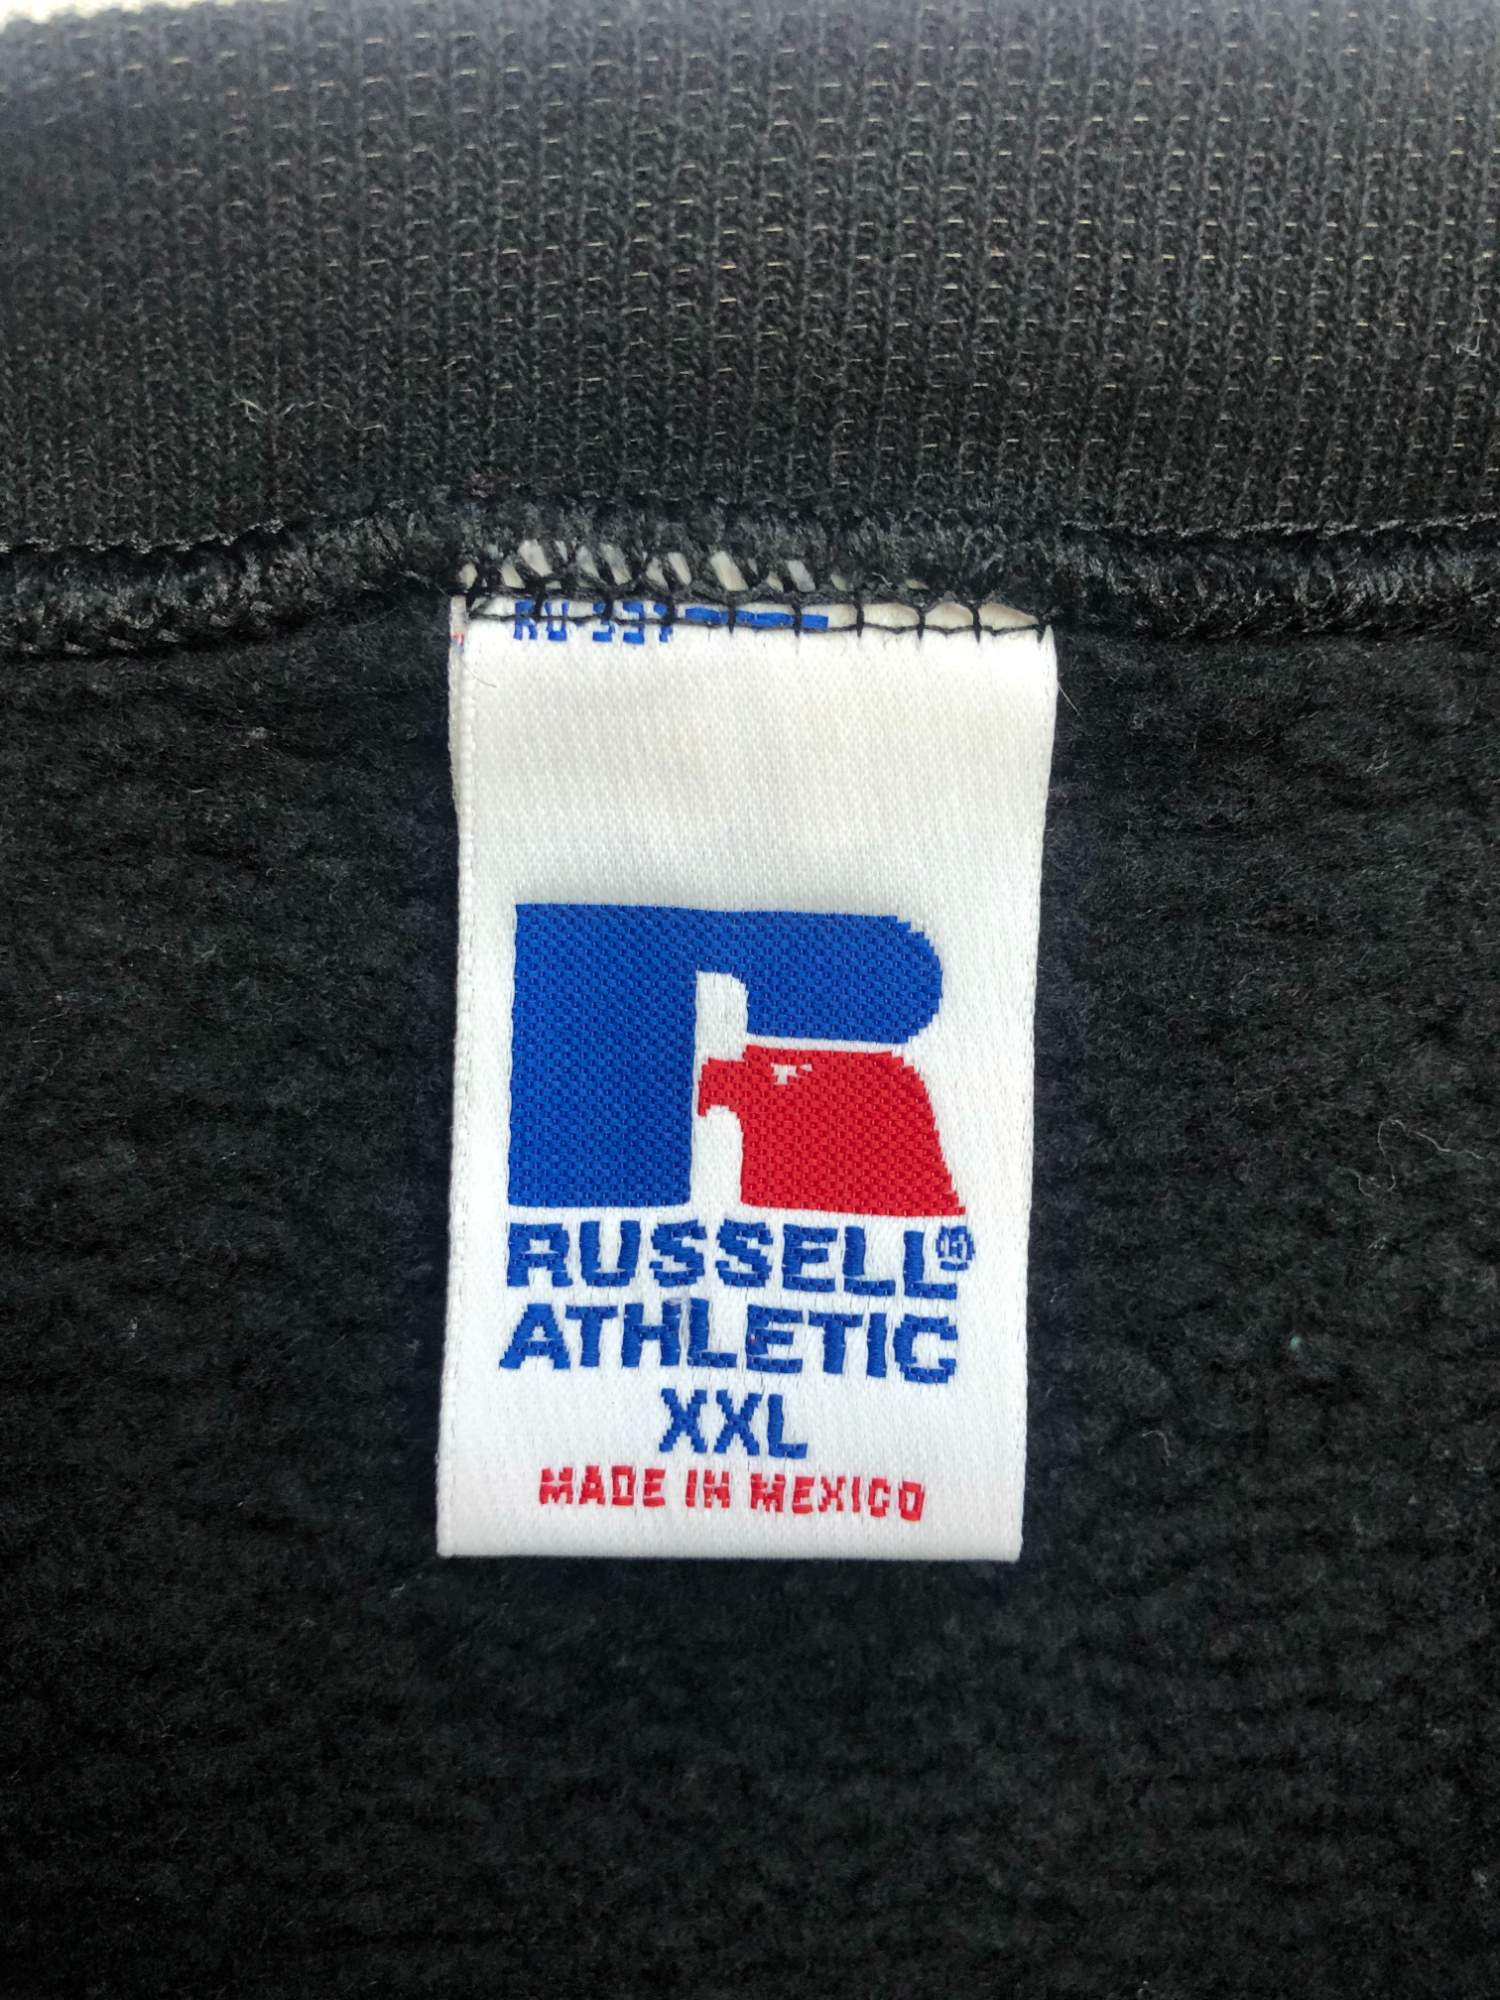 RUSSELL®
ATHLETIC
XXL
MADE IN MEXICO